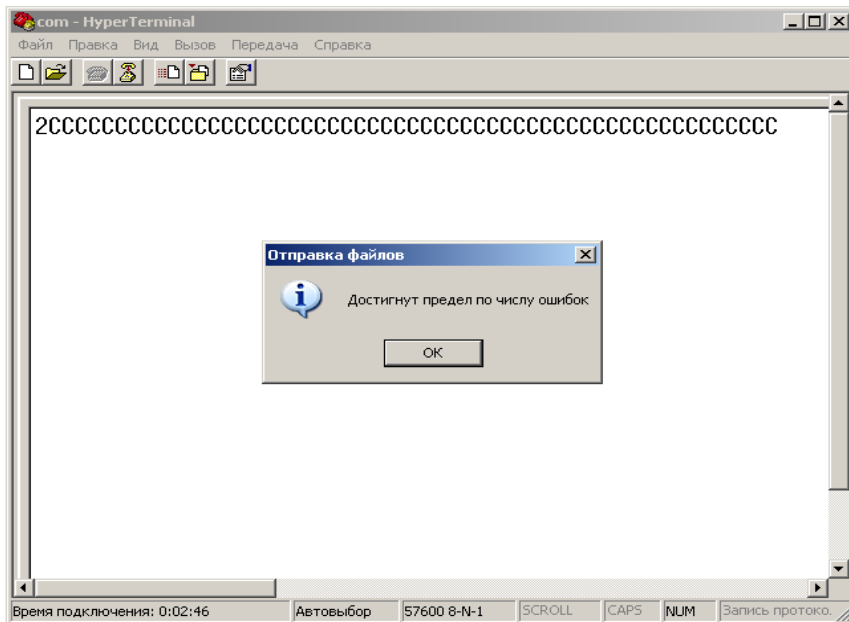 com - HyperTerminal
Файл Правка Вид Вызов Передача Справка
2CCCCCCCCCCCCCCCCCCCCCCCCCCCCCCCCCCCCCCCCCCCCCCCCCCCCCCC
Отправка файлов
Достигнут предел по числу ошибок
OK
Время подключения: 0:02:46 Автовыбор 57600 8-N-1 SCROLL CAPS NUM Запись протоко.